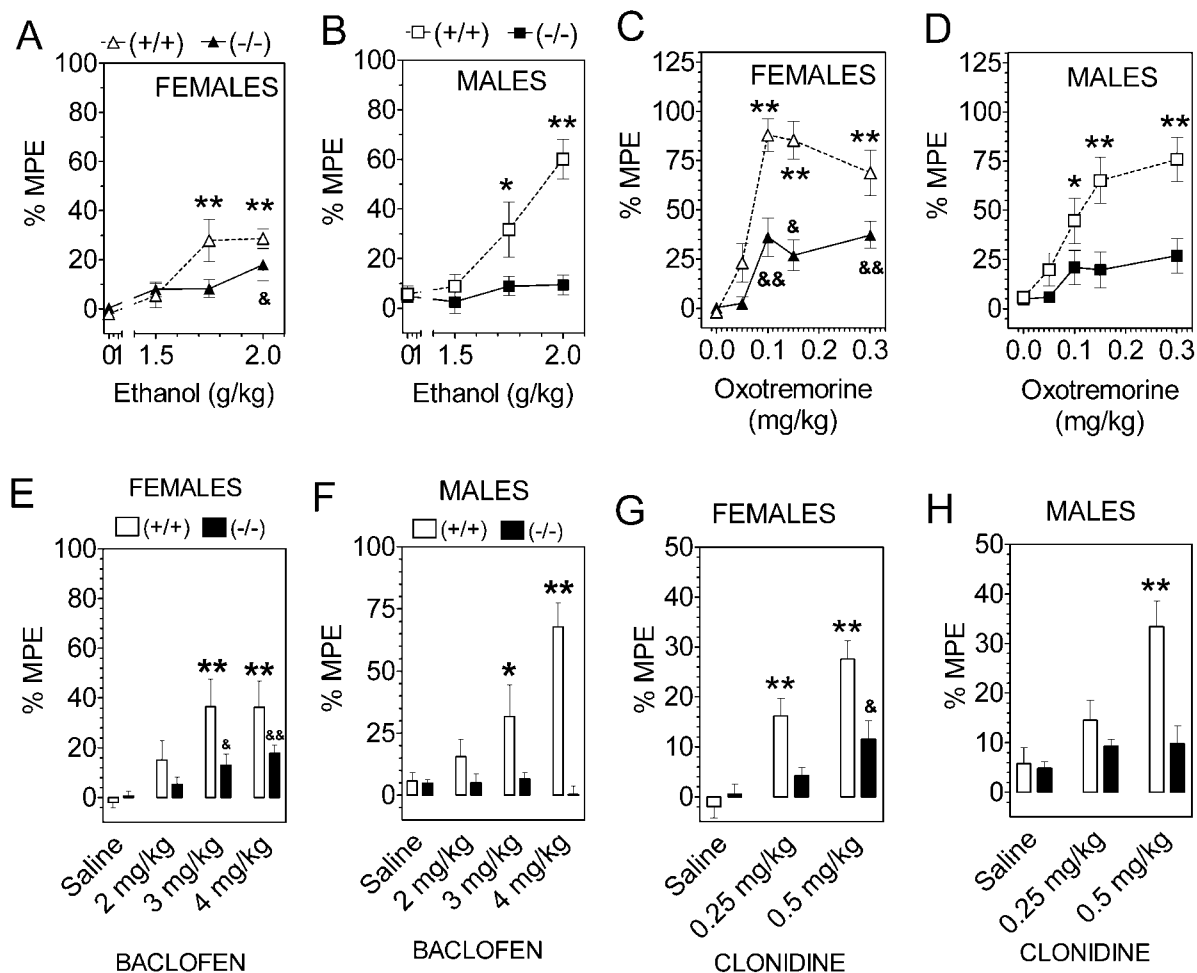 A
(+/+) (-/-)
FEMALES
% MPE
100
80
60
40
20
0
** **
&
0 1 1.5 2.0
Ethanol (g/kg)
B
(+/+) (-/-)
MALES
% MPE
100
80
60
40
20
0
* **
0 1 1.5 2.0
Ethanol (g/kg)
C
FEMALES
% MPE
125
100
75
50
25
0
** ** **
&& & &&
0.0 0.1 0.2 0.3
Oxotremorine
(mg/kg)
D
MALES
% MPE
125
100
75
50
25
0
* ** **
0.0 0.1 0.2 0.3
Oxotremorine
(mg/kg)
E
FEMALES
(+/+) (-/-)
% MPE
100
80
60
40
20
0
** **
& &&
Saline
2 mg/kg
3 mg/kg
4 mg/kg
BACLOFEN
F
MALES
(+/+) (-/-)
% MPE
100
75
50
25
0
* **
Saline
2 mg/kg
3 mg/kg
4 mg/kg
BACLOFEN
G
FEMALES
% MPE
50
40
30
20
10
0
** **
&
Saline
0.25 mg/kg
0.5 mg/kg
CLONIDINE
H
MALES
% MPE
50
40
30
20
10
0
**
Saline
0.25 mg/kg
0.5 mg/kg
CLONIDINE